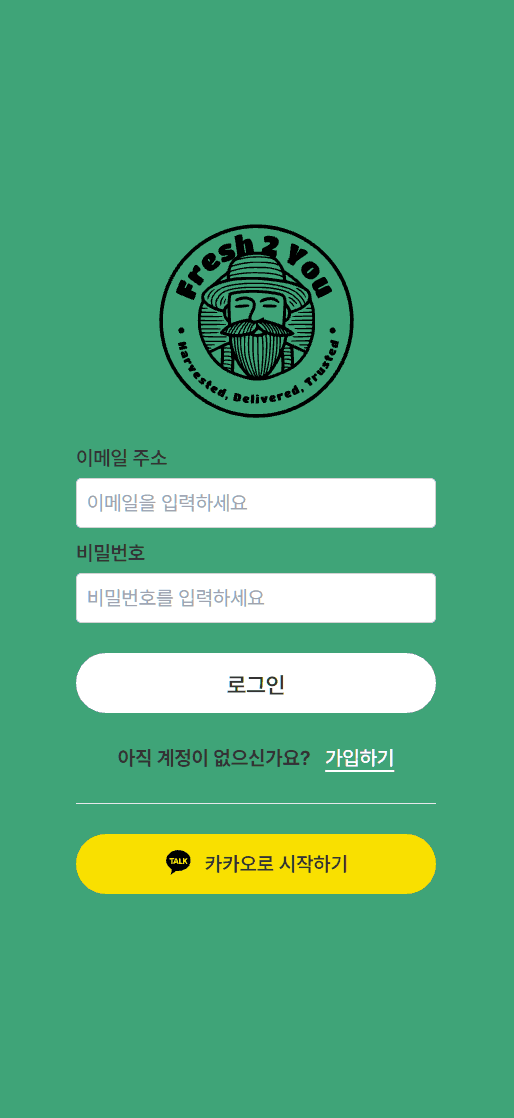 Fresh 2 You
Harvested, Delivered, Trusted
이메일 주소
이메일을 입력하세요
비밀번호
비밀번호를 입력하세요
로그인
아직 계정이 없으신가요? 가입하기
TALK 카카오로 시작하기